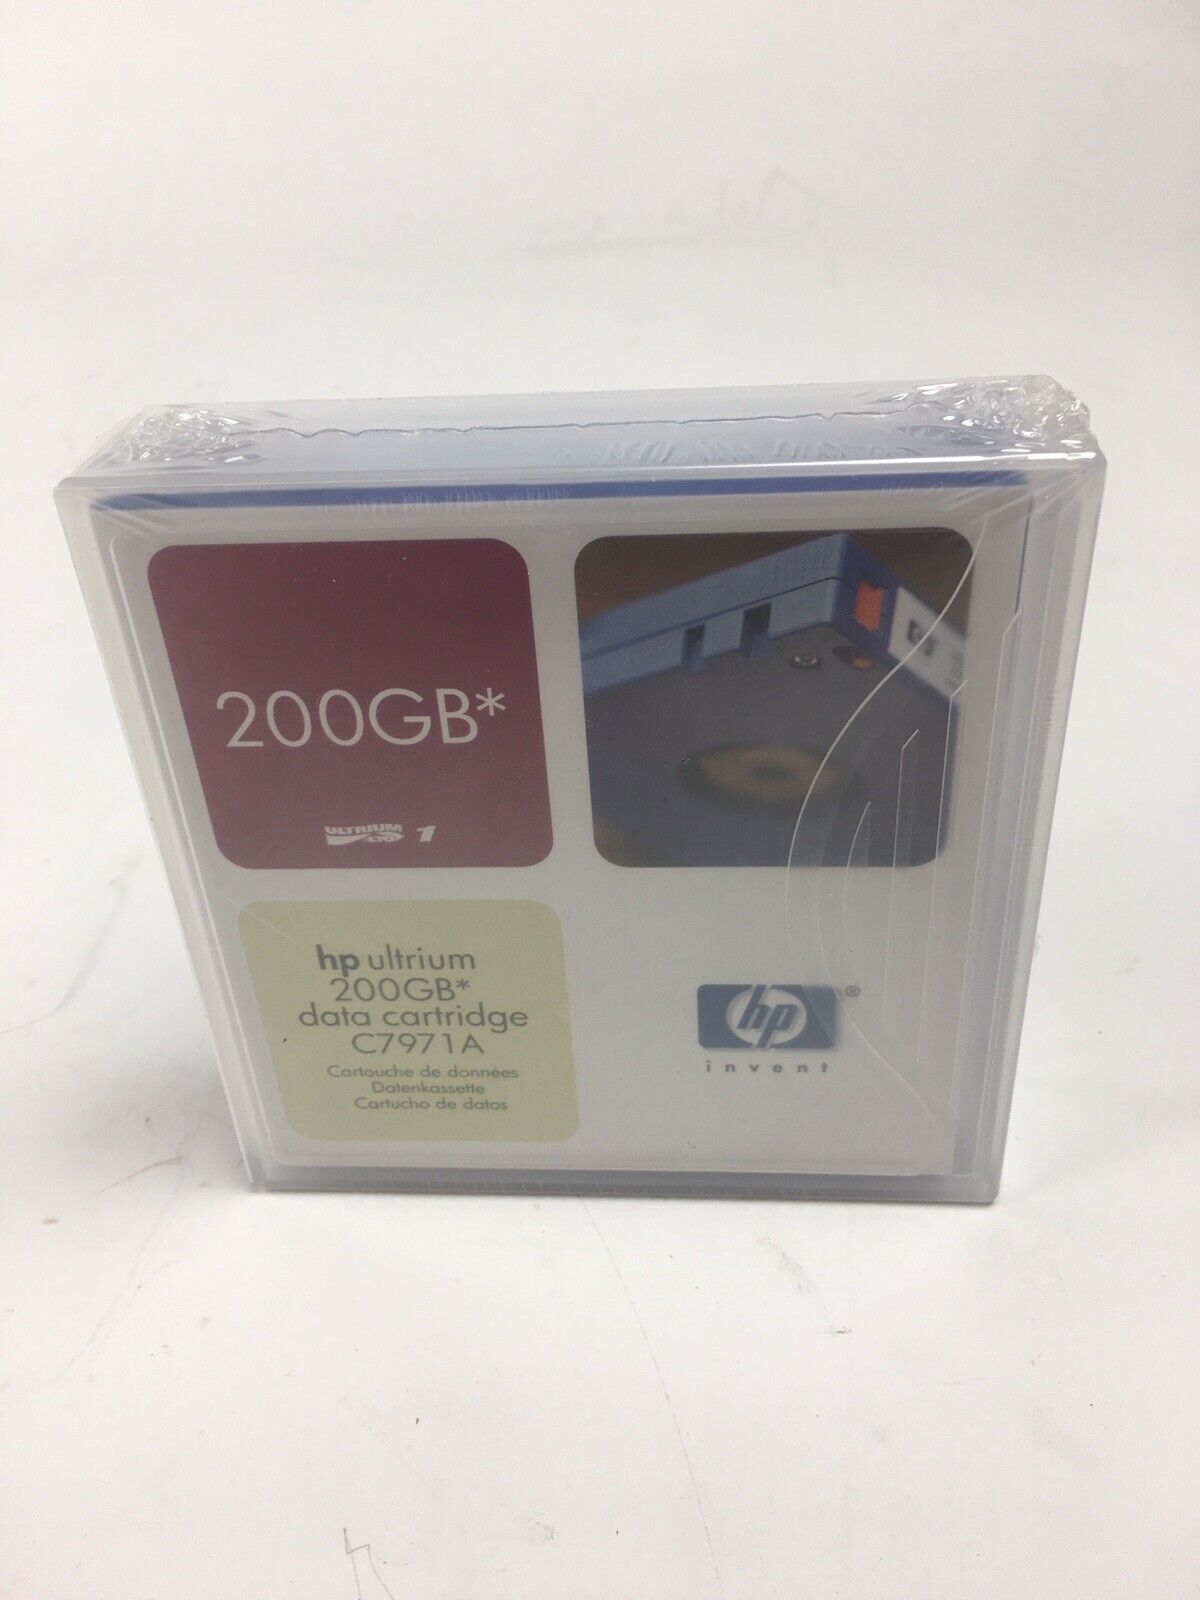 200GB*
ULTRIUM
LTO 1
hp ultrium
200GB*
data cartridge
C7971A
Cartouche de données
Datenkassette
Cartucho de datos
hp®
invent